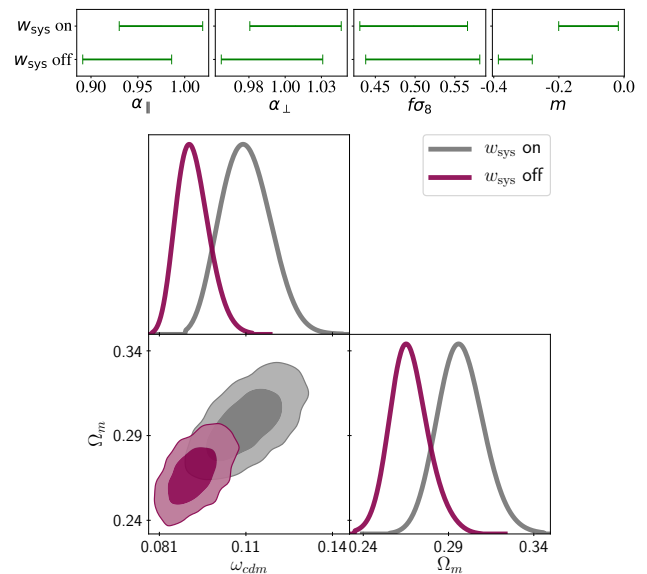 w_sys on
w_sys off
0.90 0.95 1.00 0.98 1.00 1.03 0.45 0.50 0.55 -0.4 -0.2 0.0
α_∥ α_⊥ fσ_8 m
w_sys on
w_sys off
0.34
0.29
0.24
Ω_m
0.081 0.11 0.14 0.24 0.29 0.34
ω_cdm Ω_m